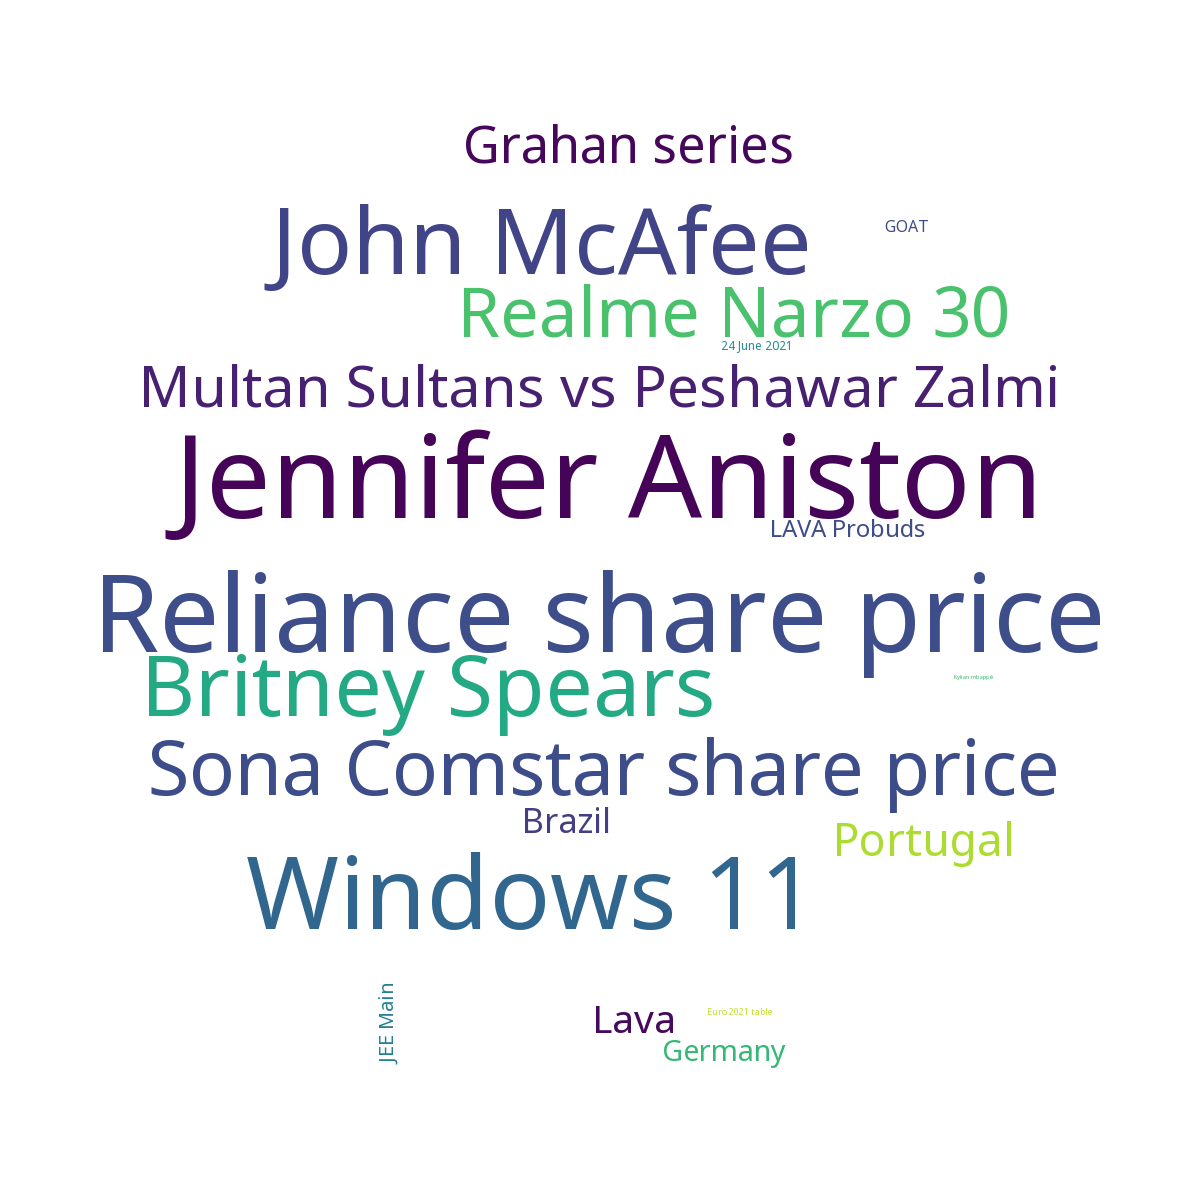 Grahan series
John McAfee
GOAT
Realme Narzo 30
24 June 2021
Multan Sultans vs Peshawar Zalmi
Jennifer Aniston
LAVA Probuds
Reliance share price
Britney Spears
Kylian mbappé
Sona Comstar share price
Brazil
Portugal
Windows 11
JEE Main
Lava
Euro 2021 table
Germany